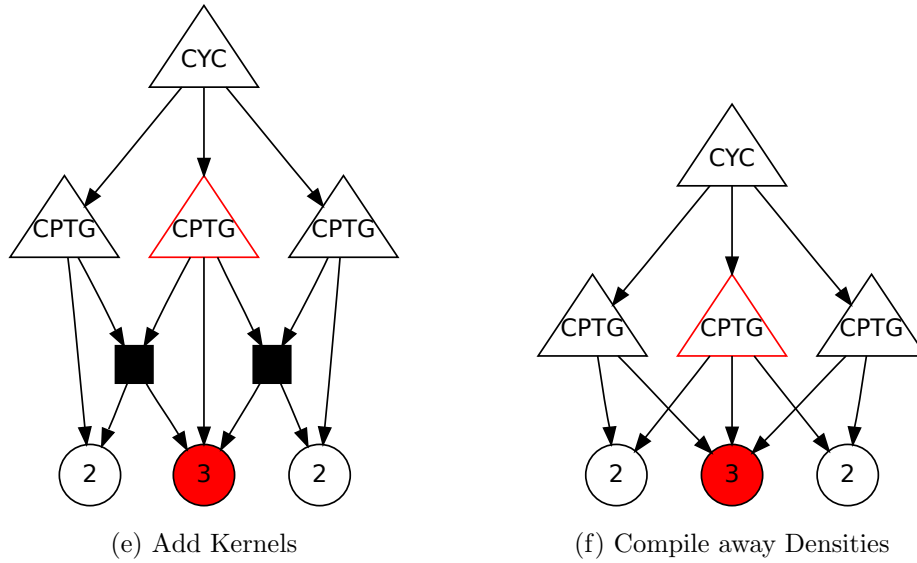 CYC
CPTG CPTG CPTG
2 3 2
(e) Add Kernels
CYC
CPTG CPTG CPTG
2 3 2
(f) Compile away Densities